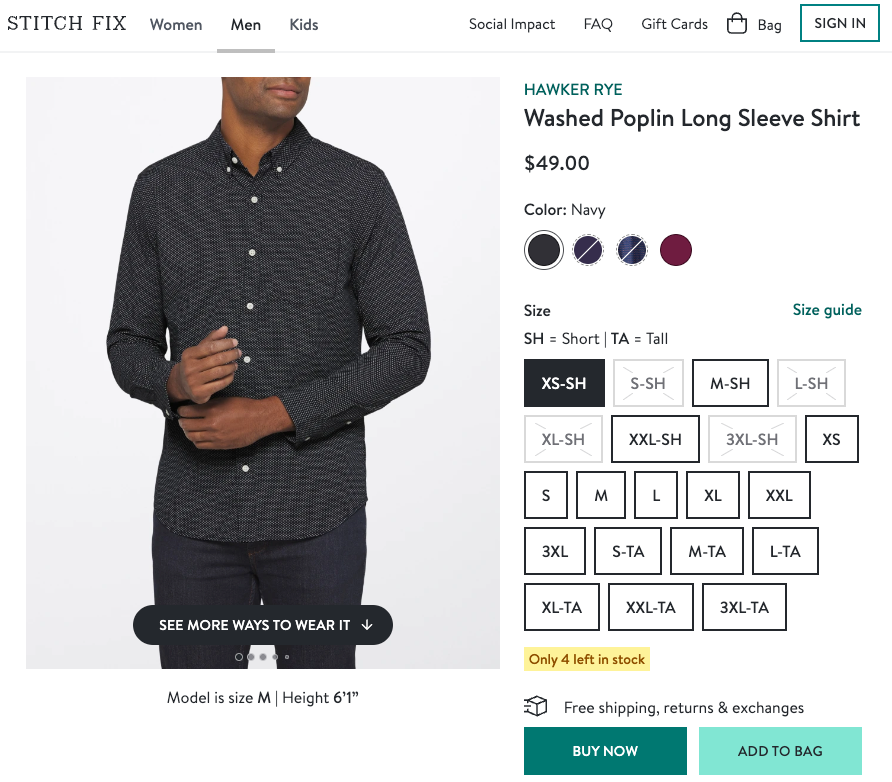 STITCH FIX Women Men Kids Social Impact FAQ Gift Cards Bag SIGN IN
HAWKER RYE
Washed Poplin Long Sleeve Shirt
$49.00
Color: Navy
Size Size guide
SH = Short | TA = Tall
XS-SH S-SH M-SH L-SH
XL-SH XXL-SH 3XL-SH XS
S M L XL XXL
3XL S-TA M-TA L-TA
XL-TA XXL-TA 3XL-TA
Only 4 left in stock
Free shipping, returns & exchanges
BUY NOW ADD TO BAG
SEE MORE WAYS TO WEAR IT ↓
Model is size M | Height 6’1”